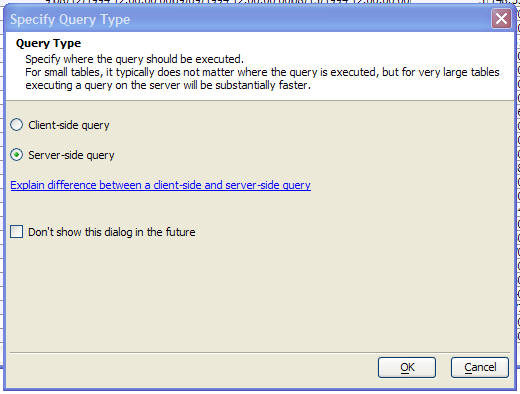 Specify Query Type
Query Type
Specify where the query should be executed.
For small tables, it typically does not matter where the query is executed, but for very large tables
executing a query on the server will be substantially faster.
Client-side query
Server-side query
Explain difference between a client-side and server-side query
Don't show this dialog in the future
OK
Cancel